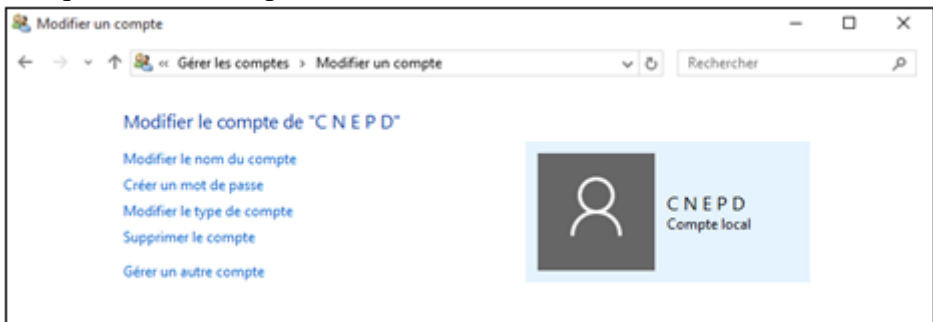 Modifier un compte
« Gérer les comptes › Modifier un compte
Rechercher
Modifier le compte de "C N E P D"
Modifier le nom du compte
Créer un mot de passe
Modifier le type de compte
Supprimer le compte
Gérer un autre compte
C N E P D
Compte local